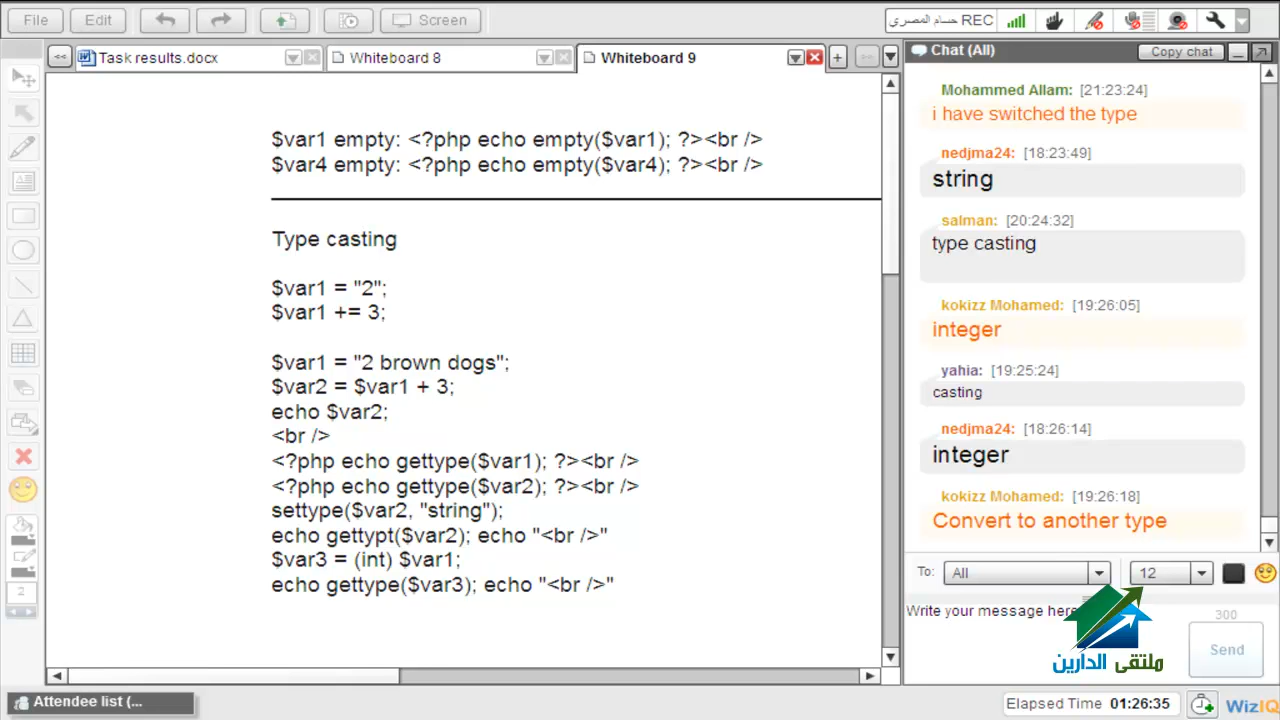 File
Edit
Screen
حسام المصري REC
<<
Task results.docx
Whiteboard 8
Whiteboard 9
Chat (All)
Copy chat
$var1 empty: <?php echo empty($var1); ?><br />
$var4 empty: <?php echo empty($var4); ?><br />
Type casting
$var1 = "2";
$var1 += 3;
$var1 = "2 brown dogs";
$var2 = $var1 + 3;
echo $var2;
<br />
<?php echo gettype($var1); ?><br />
<?php echo gettype($var2); ?><br />
settype($var2, "string");
echo gettypt($var2); echo "<br />"
$var3 = (int) $var1;
echo gettype($var3); echo "<br />"
2
Mohammed Allam: [21:23:24]
i have switched the type
nedjma24: [18:23:49]
string
salman: [20:24:32]
type casting
kokizz Mohamed: [19:26:05]
integer
yahia: [19:25:24]
casting
nedjma24: [18:26:14]
integer
kokizz Mohamed: [19:26:18]
Convert to another type
To: All 12
Write your message here
300
Send
ملتقى الدارين
Attendee list (...
Elapsed Time 01:26:35
WizIQ